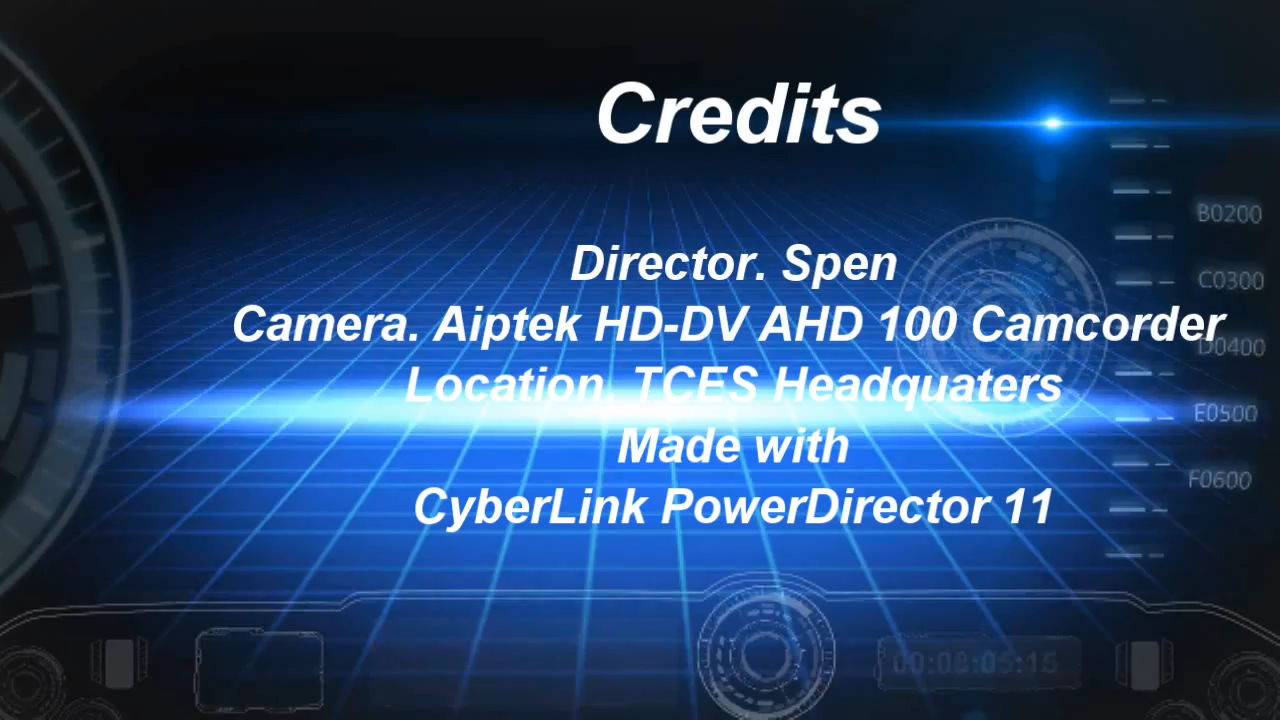 Credits
Director. Spen
Camera. Aiptek HD-DV AHD 100 Camcorder
Location. TCES Headquaters
Made with
CyberLink PowerDirector 11
B0200
C0300
D0400
E0500
F0600
00:08:05:15